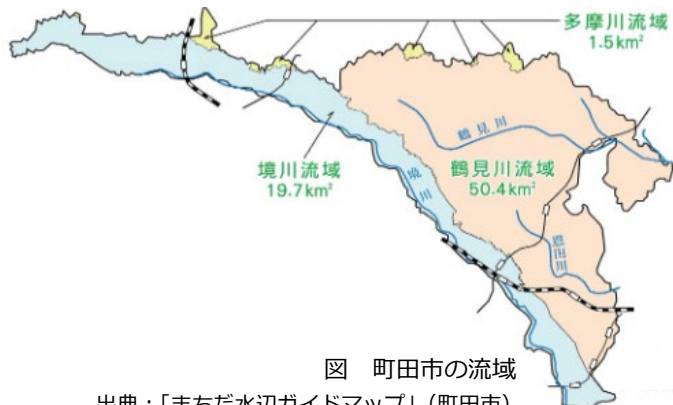 多摩川流域
1.5km²
鶴見川
境川流域
19.7km²
鶴見川流域
50.4km²
境川
恩田川
図 町田市の流域
出典：「まちだ水辺ガイドマップ」（町田市）